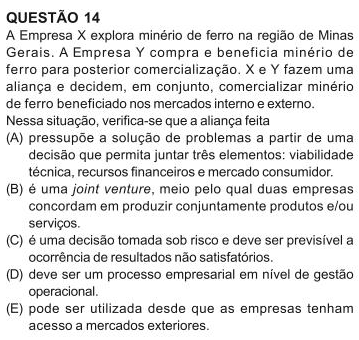 QUESTÃO 14
A Empresa X explora minério de ferro na região de Minas
Gerais. A Empresa Y compra e beneficia minério de
ferro para posterior comercialização. X e Y fazem uma
aliança e decidem, em conjunto, comercializar minério
de ferro beneficiado nos mercados interno e externo.
Nessa situação, verifica-se que a aliança feita
(A) pressupõe a solução de problemas a partir de uma
decisão que permita juntar três elementos: viabilidade
técnica, recursos financeiros e mercado consumidor.
(B) é uma joint venture, meio pelo qual duas empresas
concordam em produzir conjuntamente produtos e/ou
serviços.
(C) é uma decisão tomada sob risco e deve ser previsível a
ocorrência de resultados não satisfatórios.
(D) deve ser um processo empresarial em nível de gestão
operacional.
(E) pode ser utilizada desde que as empresas tenham
acesso a mercados exteriores.